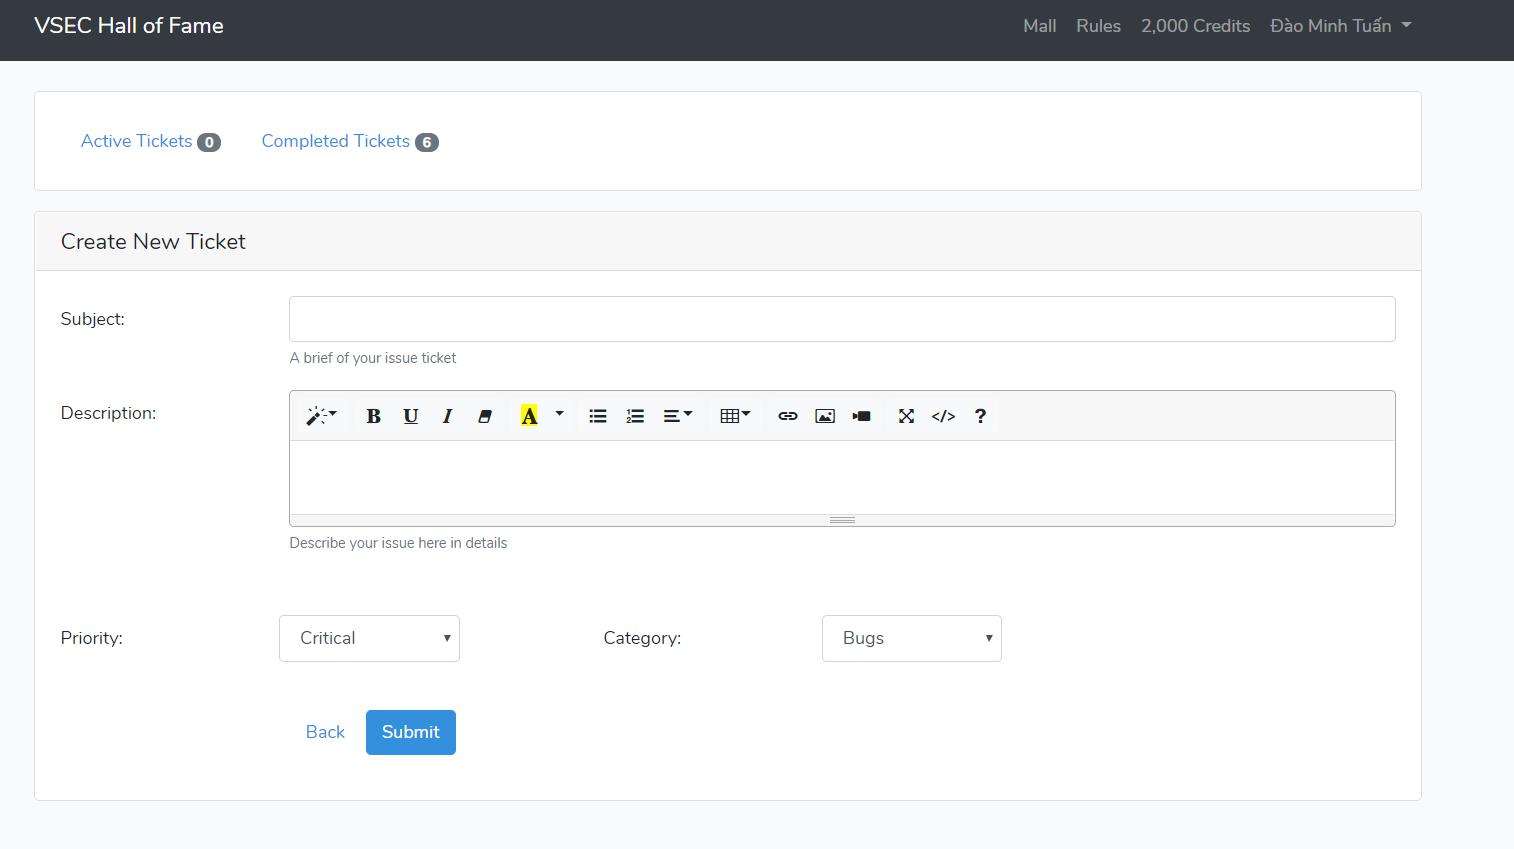 VSEC Hall of Fame
Mall Rules 2,000 Credits Đào Minh Tuấn
Active Tickets 0 Completed Tickets 6
Create New Ticket
Subject:
A brief of your issue ticket
Description:
B U I A </> ?
Describe your issue here in details
Priority: Critical Category: Bugs
Back Submit